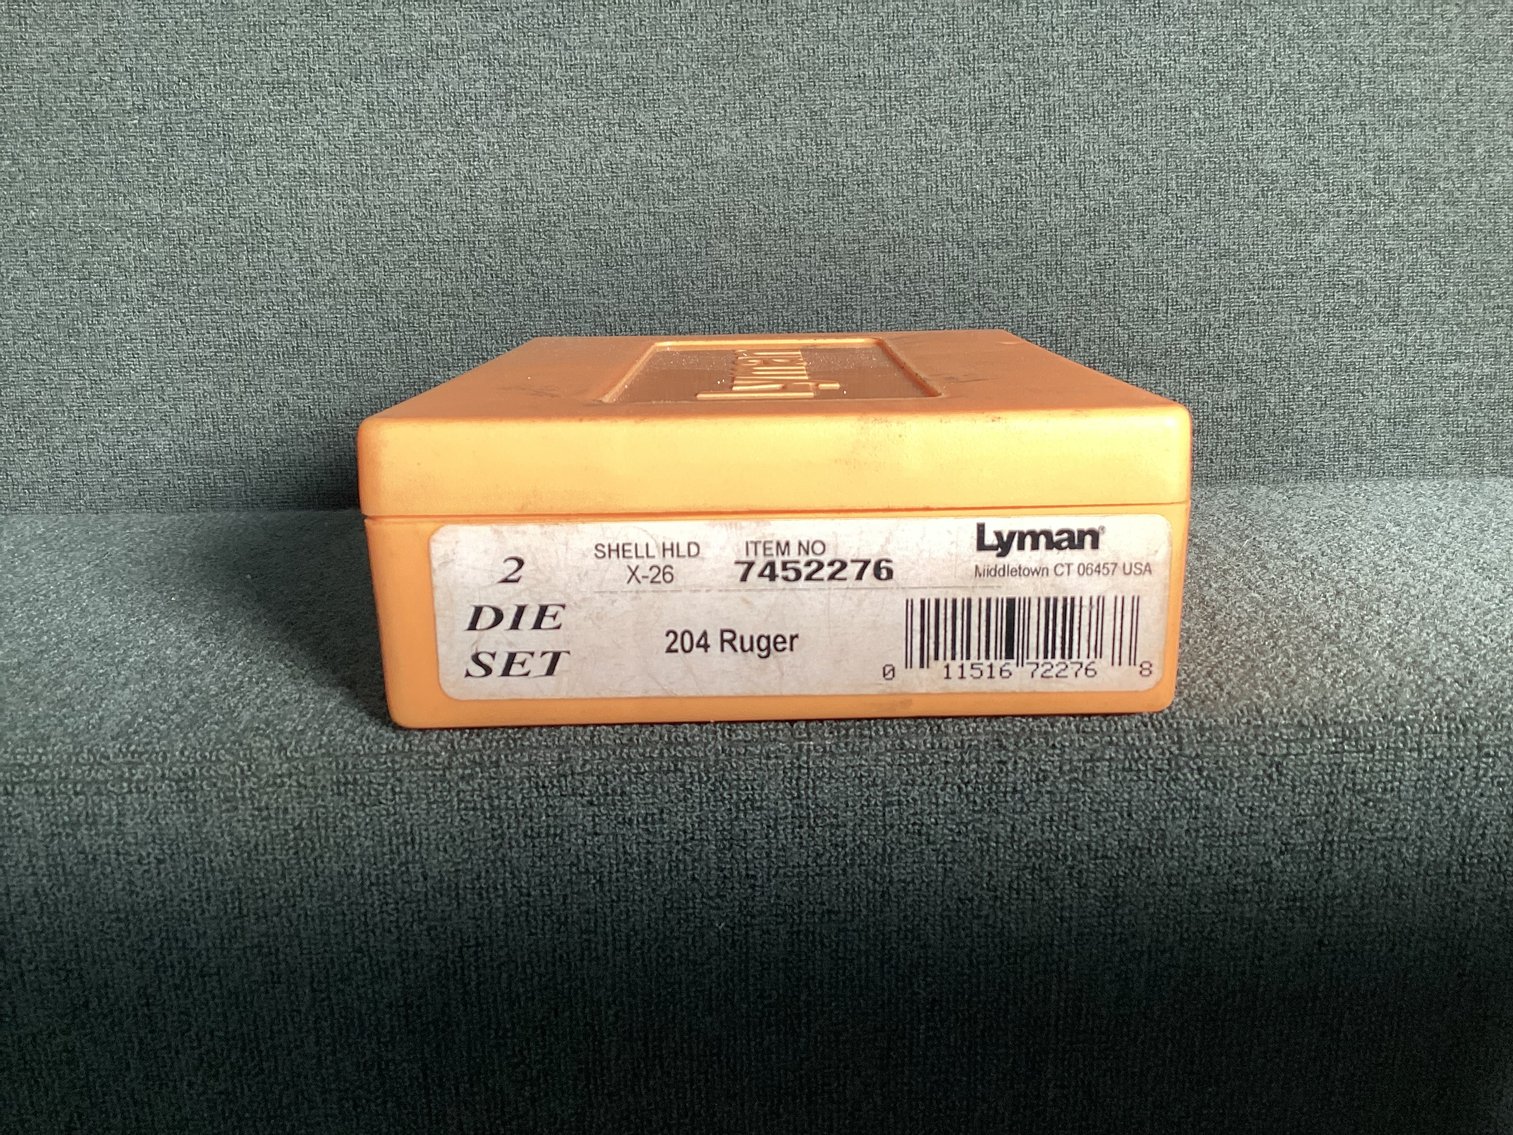 Lyman
2
DIE
SET
SHELL HLD
X-26
ITEM NO
7452276
Lyman®
Middletown CT 06457 USA
204 Ruger
0 11516 72276 8